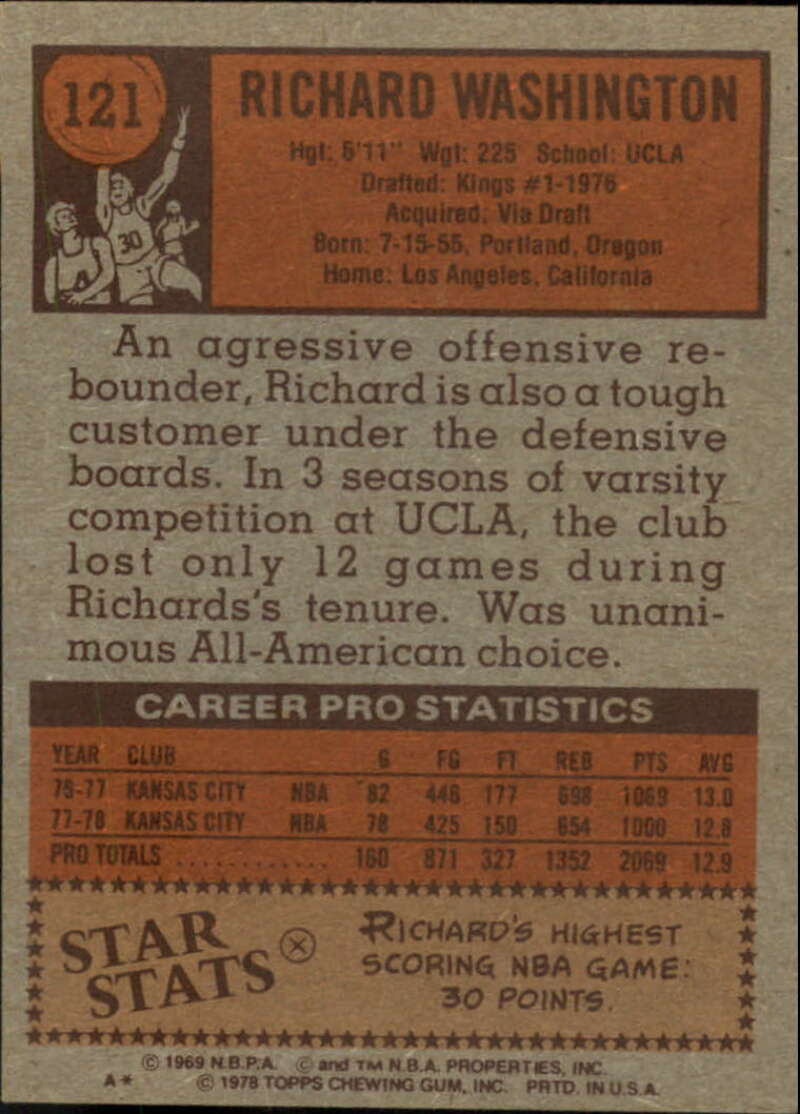 121
RICHARD WASHINGTON
Hgt: 6'11" Wgt: 225 School: UCLA
Drafted: Kings #1-1976
Acquired: Via Draft
Born: 7-15-55, Portland, Oregon
Home: Los Angeles, California
30
A
An agressive offensive re-
bounder, Richard is also a tough
customer under the defensive
boards. In 3 seasons of varsity
competition at UCLA, the club
lost only 12 games during
Richards's tenure. Was unani-
mous All-American choice.
CAREER PRO STATISTICS
YEAR CLUB G FG FT REB PTS AVG
76-77 KANSAS CITY NBA 82 446 177 698 1069 13.0
77-78 KANSAS CITY NBA 78 425 150 654 1000 12.8
PRO TOTALS ............ 160 871 327 1352 2069 12.9
STAR
STATS
RICHARD'S HIGHEST
SCORING NBA GAME:
30 POINTS.
© 1969 N.B.P.A. © and TM N.B.A. PROPERTIES, INC.
A* © 1978 TOPPS CHEWING GUM, INC. PRTD. IN U.S.A.